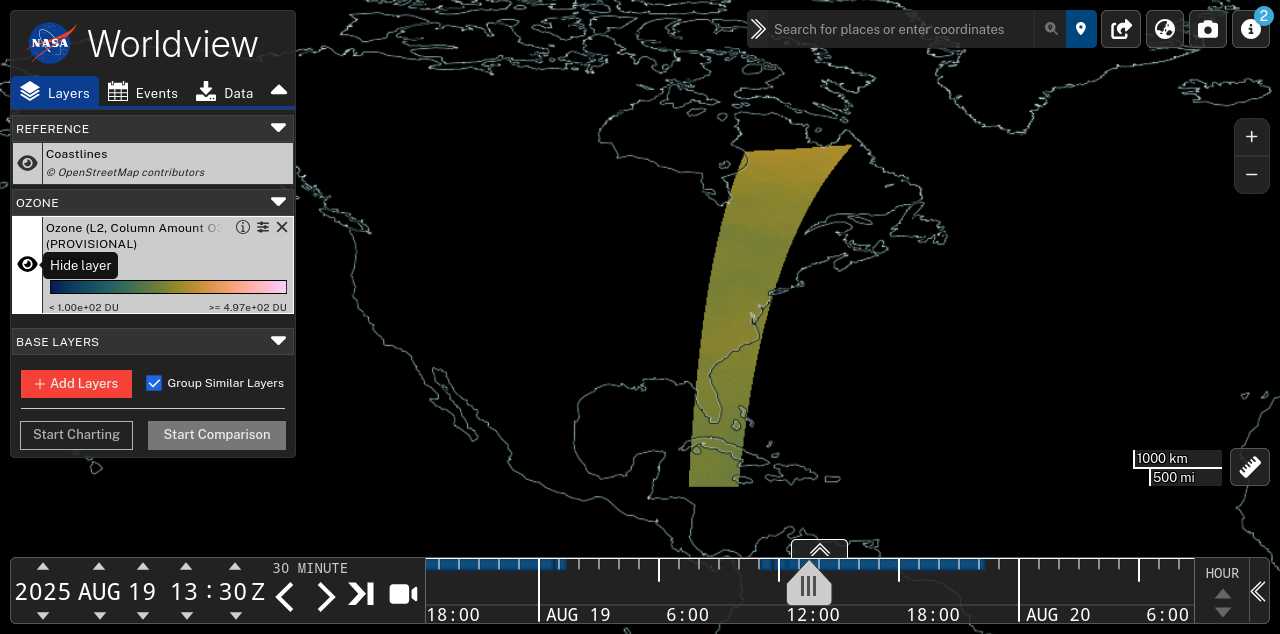 NASA
Worldview
Layers
Events
Data
REFERENCE
Coastlines
© OpenStreetMap contributors
OZONE
Ozone (L2, Column Amount O
(PROVISIONAL)
Hide layer
< 1.00e+02 DU
>= 4.97e+02 DU
BASE LAYERS
+ Add Layers
Group Similar Layers
Start Charting
Start Comparison
Search for places or enter coordinates
2
+
−
1000 km
500 mi
2025 AUG 19 13 : 30 Z
30 MINUTE
18:00
AUG 19
6:00
12:00
18:00
AUG 20
6:00
HOUR